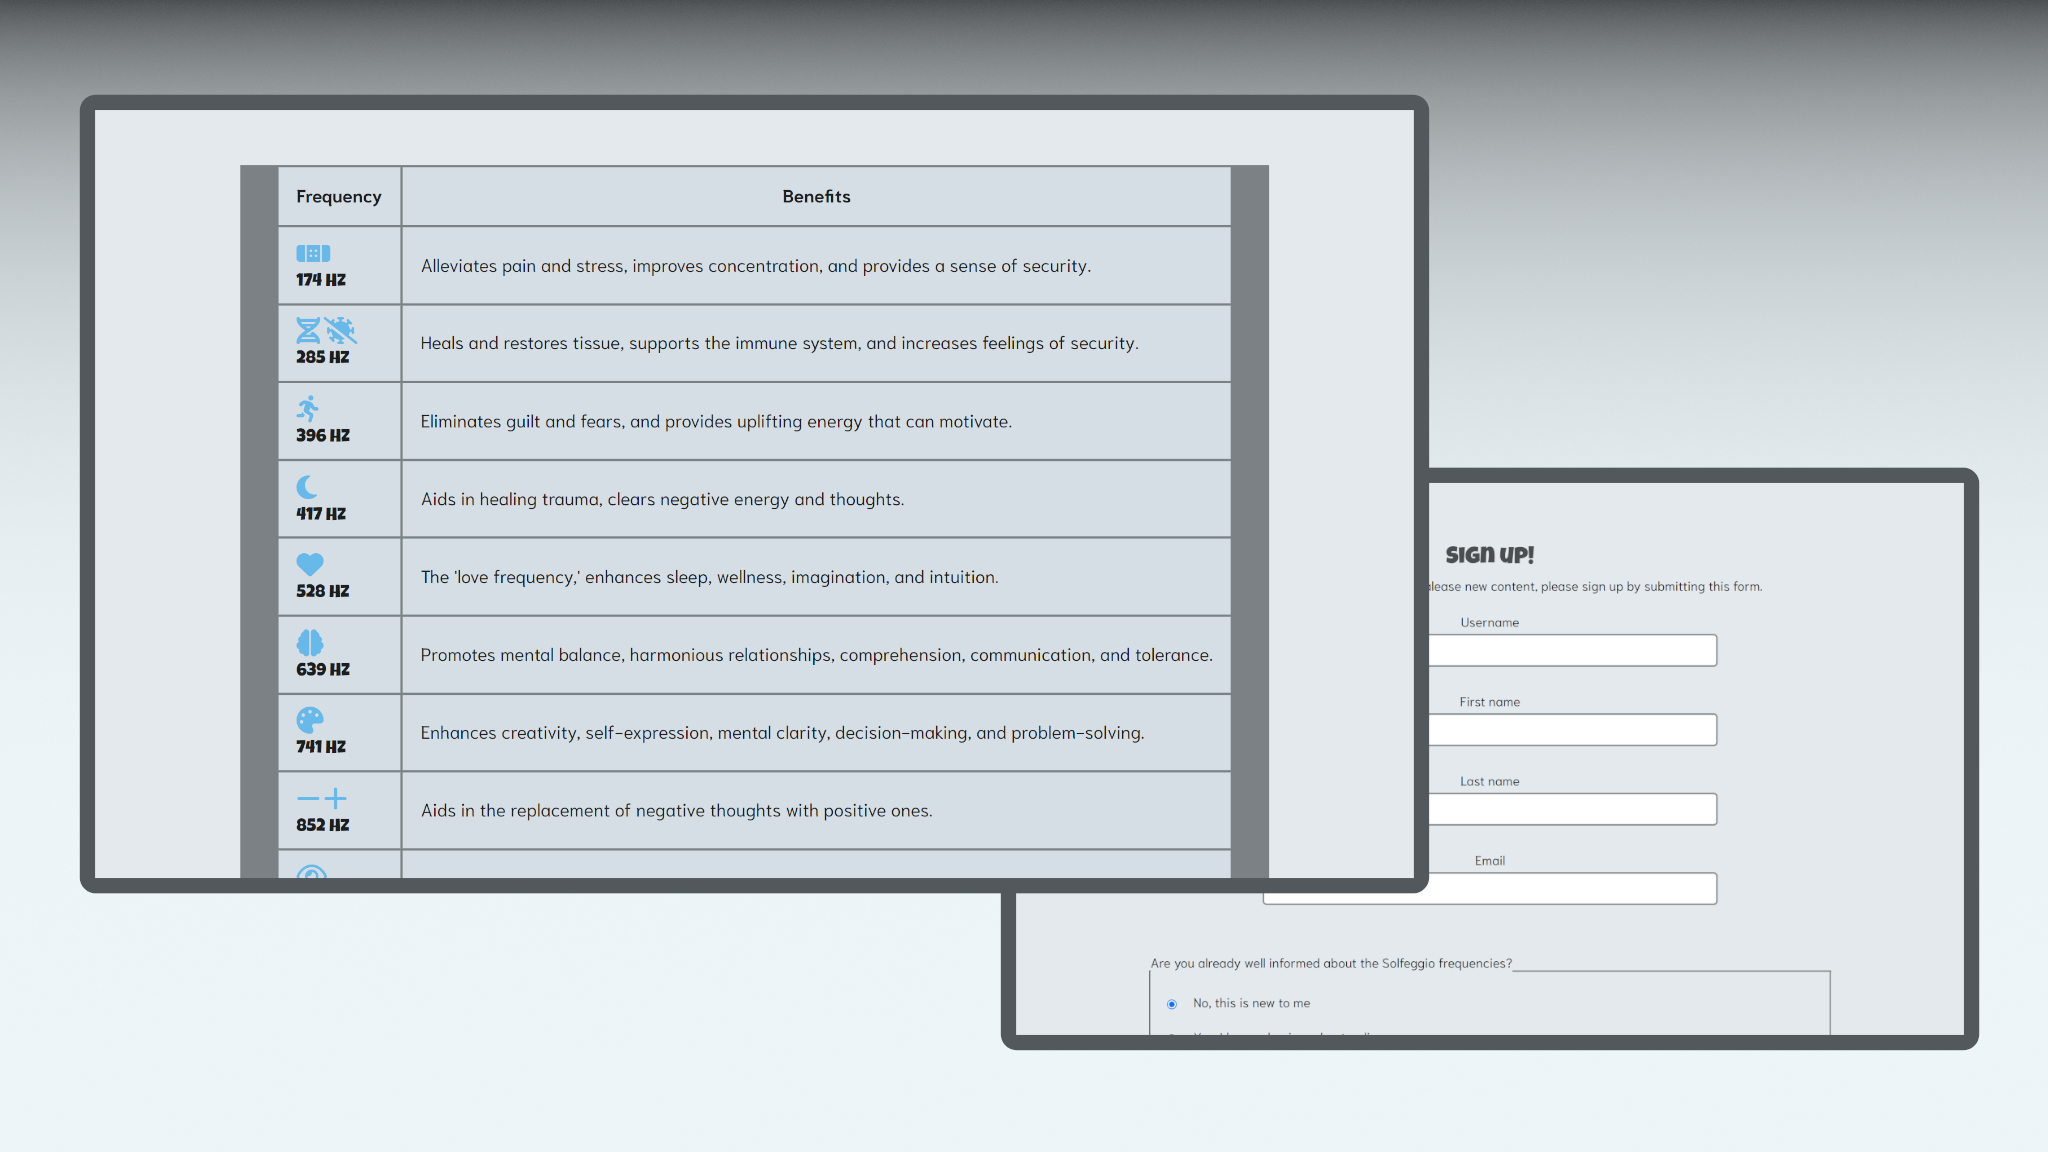 Frequency Benefits
174 HZ Alleviates pain and stress, improves concentration, and provides a sense of security.
285 HZ Heals and restores tissue, supports the immune system, and increases feelings of security.
396 HZ Eliminates guilt and fears, and provides uplifting energy that can motivate.
417 HZ Aids in healing trauma, clears negative energy and thoughts.
528 HZ The 'love frequency,' enhances sleep, wellness, imagination, and intuition.
639 HZ Promotes mental balance, harmonious relationships, comprehension, communication, and tolerance.
741 HZ Enhances creativity, self-expression, mental clarity, decision-making, and problem-solving.
852 HZ Aids in the replacement of negative thoughts with positive ones.
Sign up!
new content, please sign up by submitting this form.
Username
First name
Last name
Email
Are you already well informed about the Solfeggio frequencies?
No, this is new to me